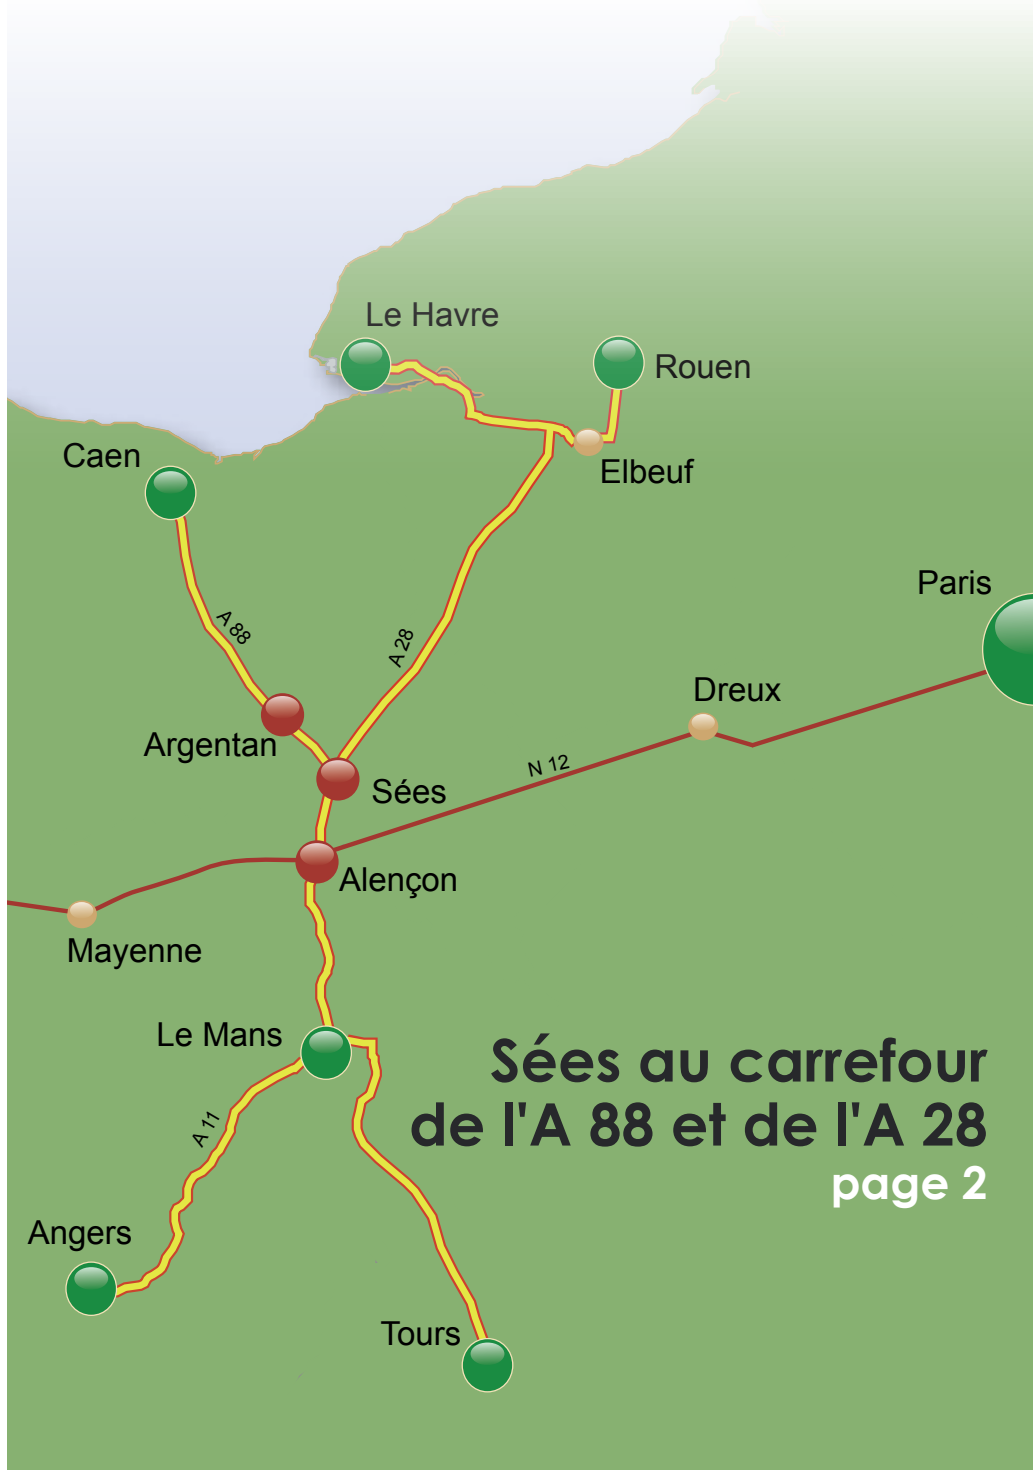 Le Havre
Rouen
Caen
Elbeuf
Paris
A 88
A 28
Dreux
Argentan
N 12
Sées
Alençon
Mayenne
Le Mans
Sées au carrefour
de l'A 88 et de l'A 28
page 2
A 11
Angers
Tours